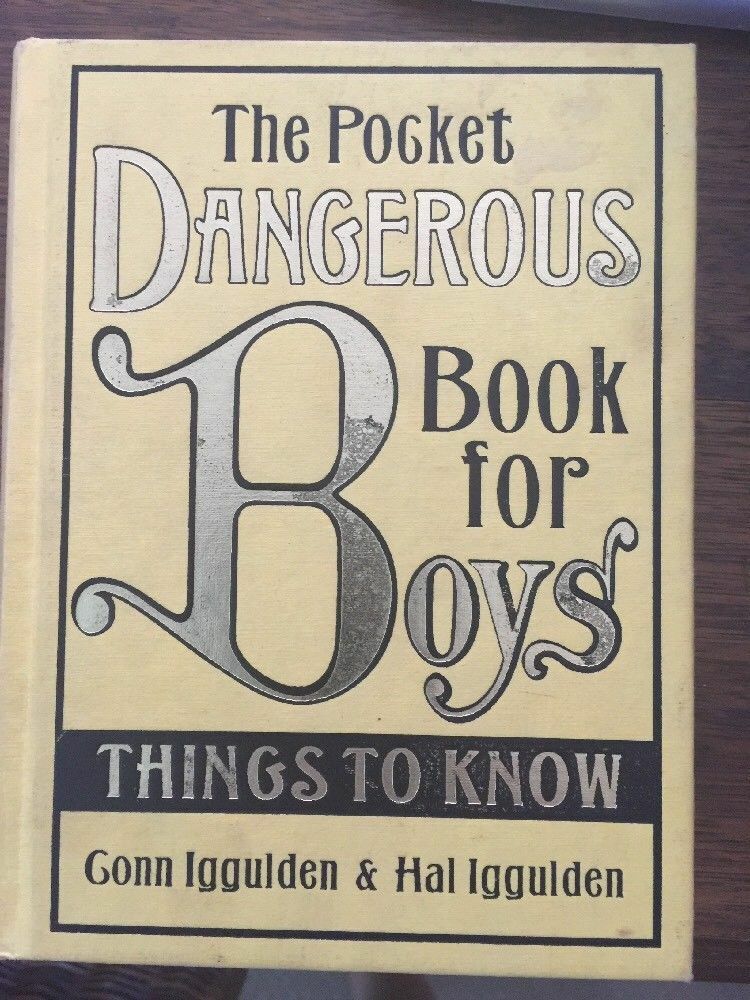 The Pocket
DANGEROUS
Book for
Boys
THINGS TO KNOW
Conn Iggulden & Hal Iggulden